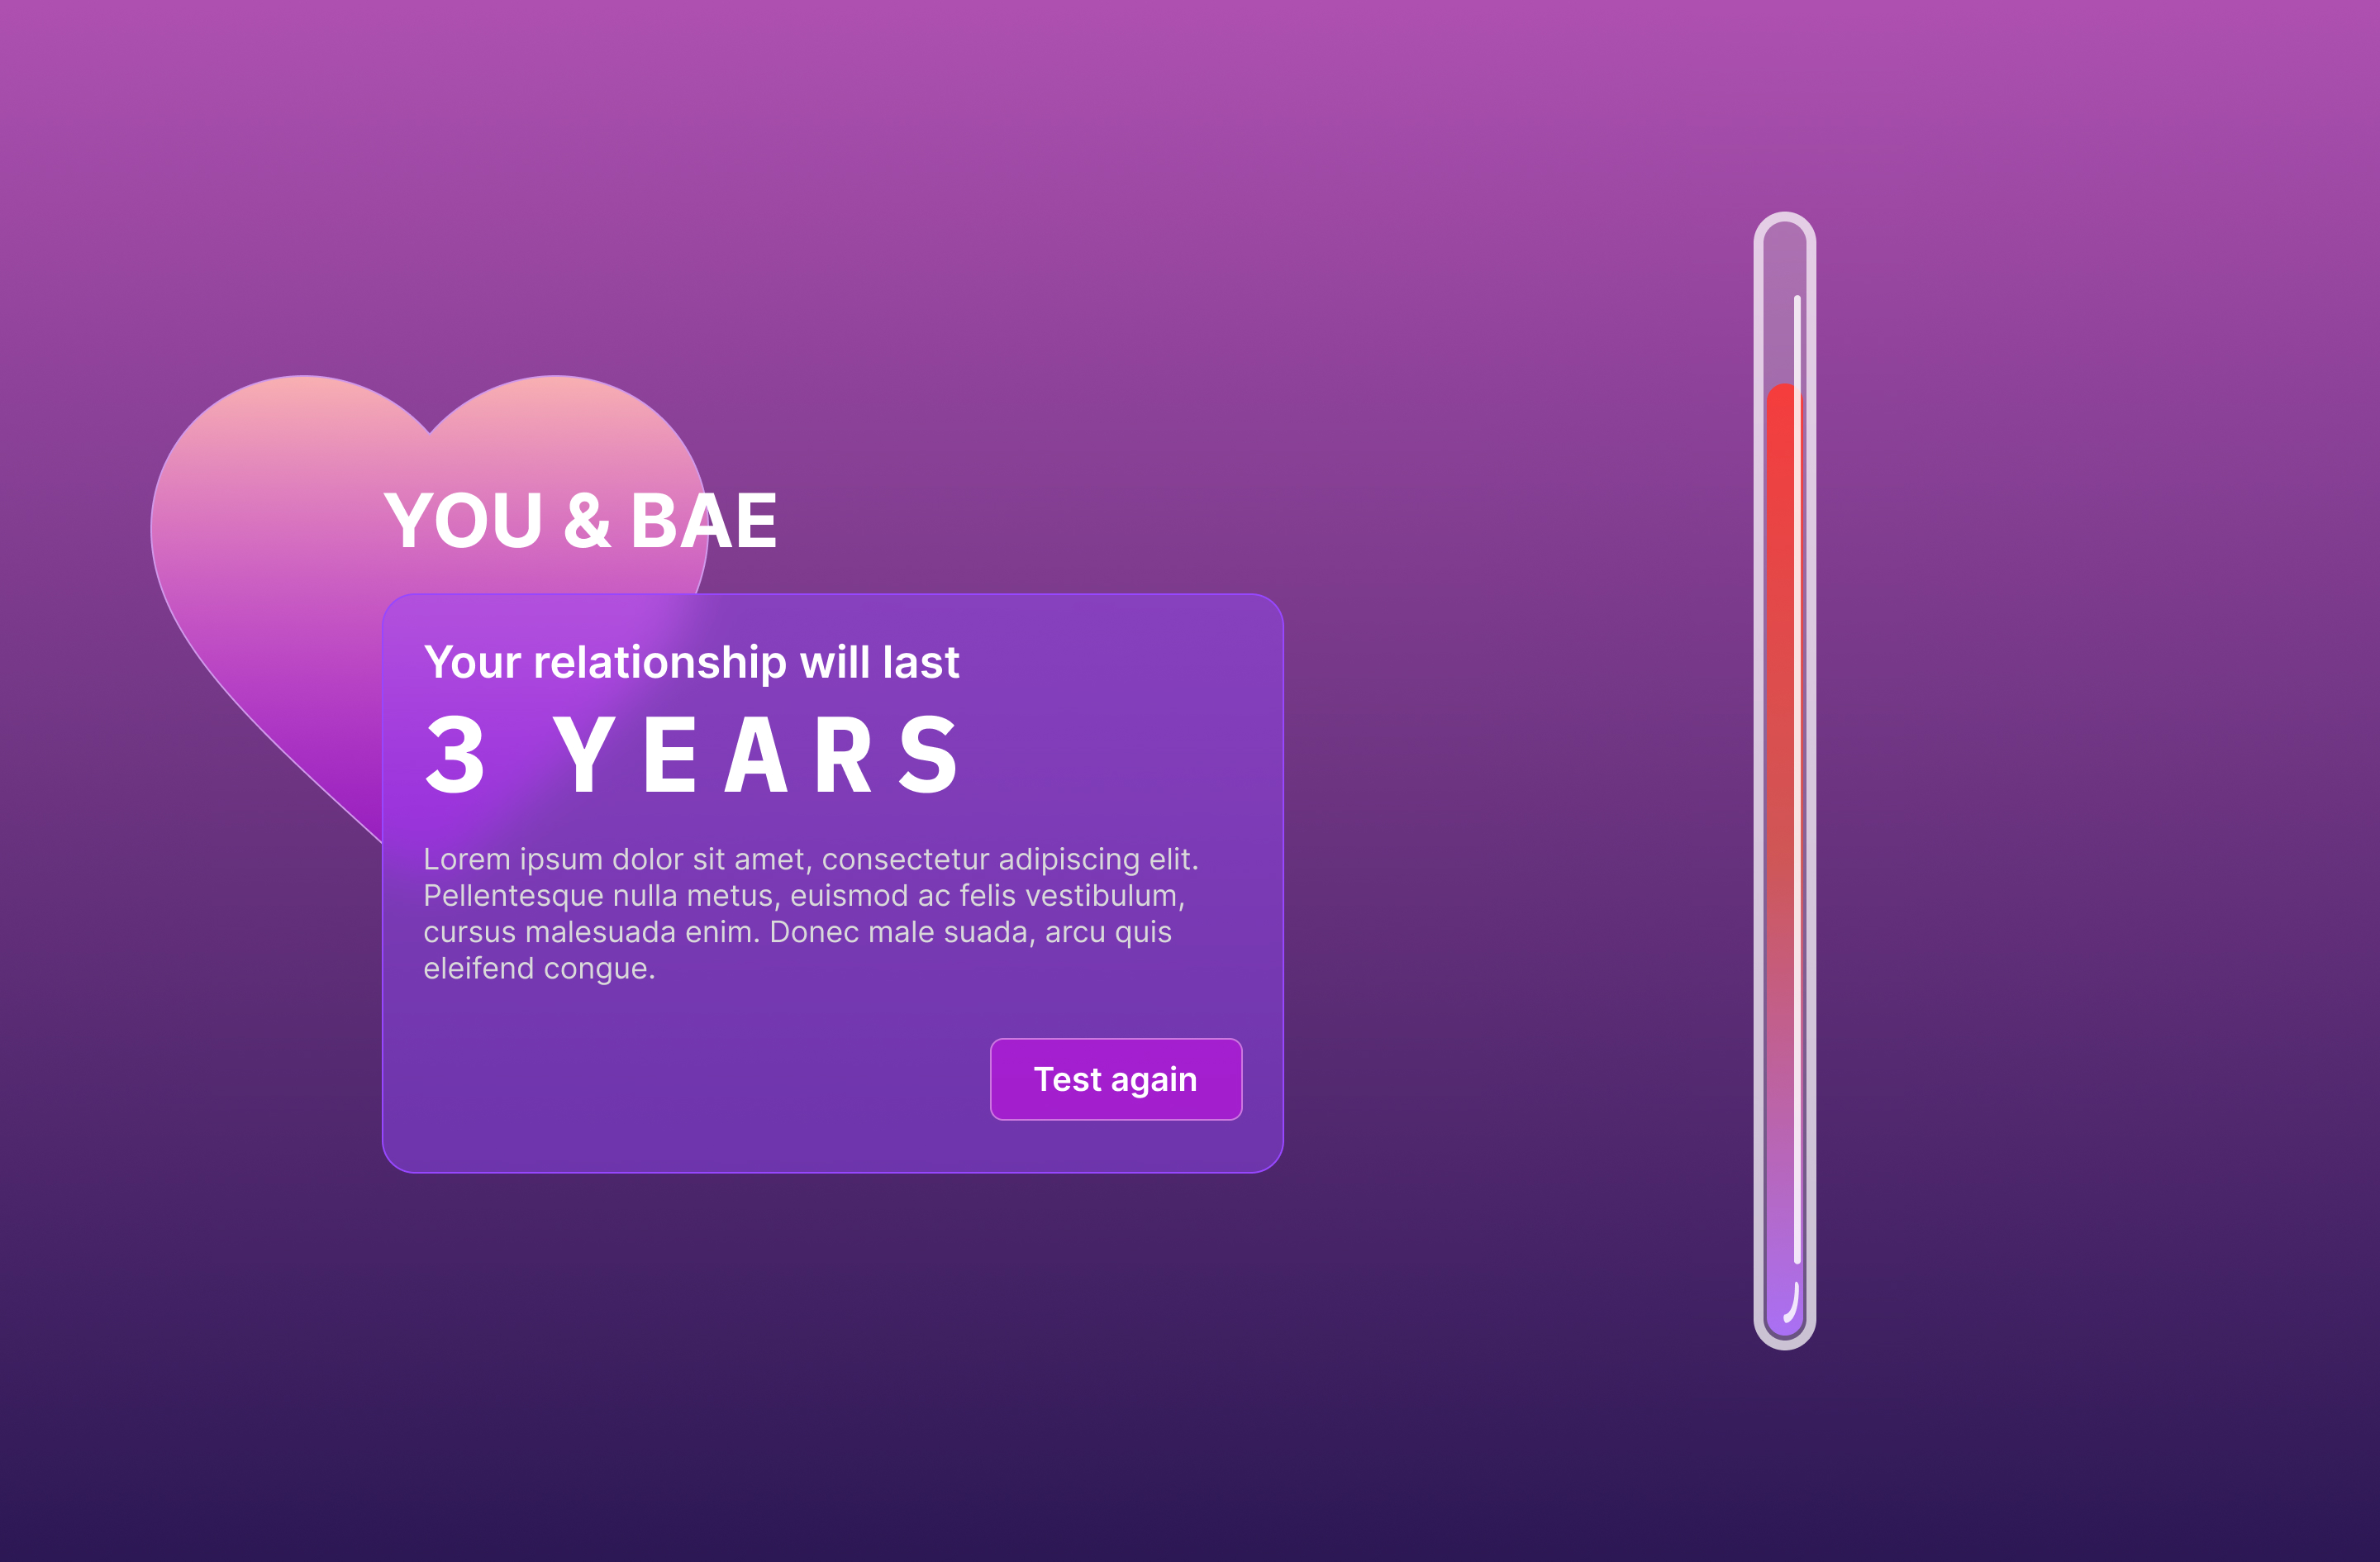 YOU & BAE
Your relationship will last
3 YEARS
Lorem ipsum dolor sit amet, consectetur adipiscing elit.
Pellentesque nulla metus, euismod ac felis vestibulum,
cursus malesuada enim. Donec male suada, arcu quis
eleifend congue.
Test again